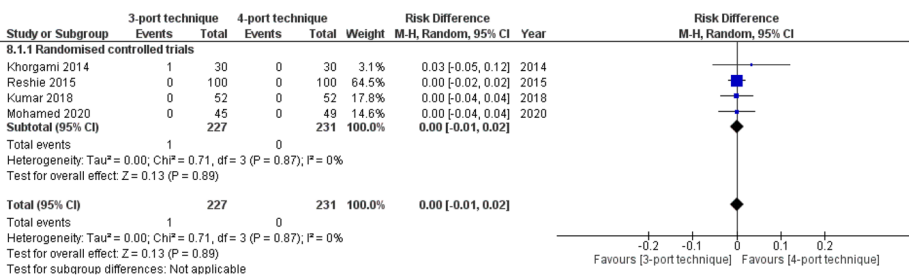 3-port technique 4-port technique Risk Difference Risk Difference
Study or Subgroup Events Total Events Total Weight M-H, Random, 95% CI Year M-H, Random, 95% CI
8.1.1 Randomised controlled trials
Khorgami 2014 1 30 0 30 3.1% 0.03 [-0.05, 0.12] 2014
Reshie 2015 0 100 0 100 64.5% 0.00 [-0.02, 0.02] 2015
Kumar 2018 0 52 0 52 17.8% 0.00 [-0.04, 0.04] 2018
Mohamed 2020 0 45 0 49 14.6% 0.00 [-0.04, 0.04] 2020
Subtotal (95% CI) 227 231 100.0% 0.00 [-0.01, 0.02]
Total events 1 0
Heterogeneity: Tau² = 0.00; Chi² = 0.71, df = 3 (P = 0.87); I² = 0%
Test for overall effect: Z = 0.13 (P = 0.89)
Total (95% CI) 227 231 100.0% 0.00 [-0.01, 0.02]
Total events 1 0
Heterogeneity: Tau² = 0.00; Chi² = 0.71, df = 3 (P = 0.87); I² = 0%
Test for overall effect: Z = 0.13 (P = 0.89)
Test for subgroup differences: Not applicable
-0.2 -0.1 0 0.1 0.2
Favours [3-port technique] Favours [4-port technique]